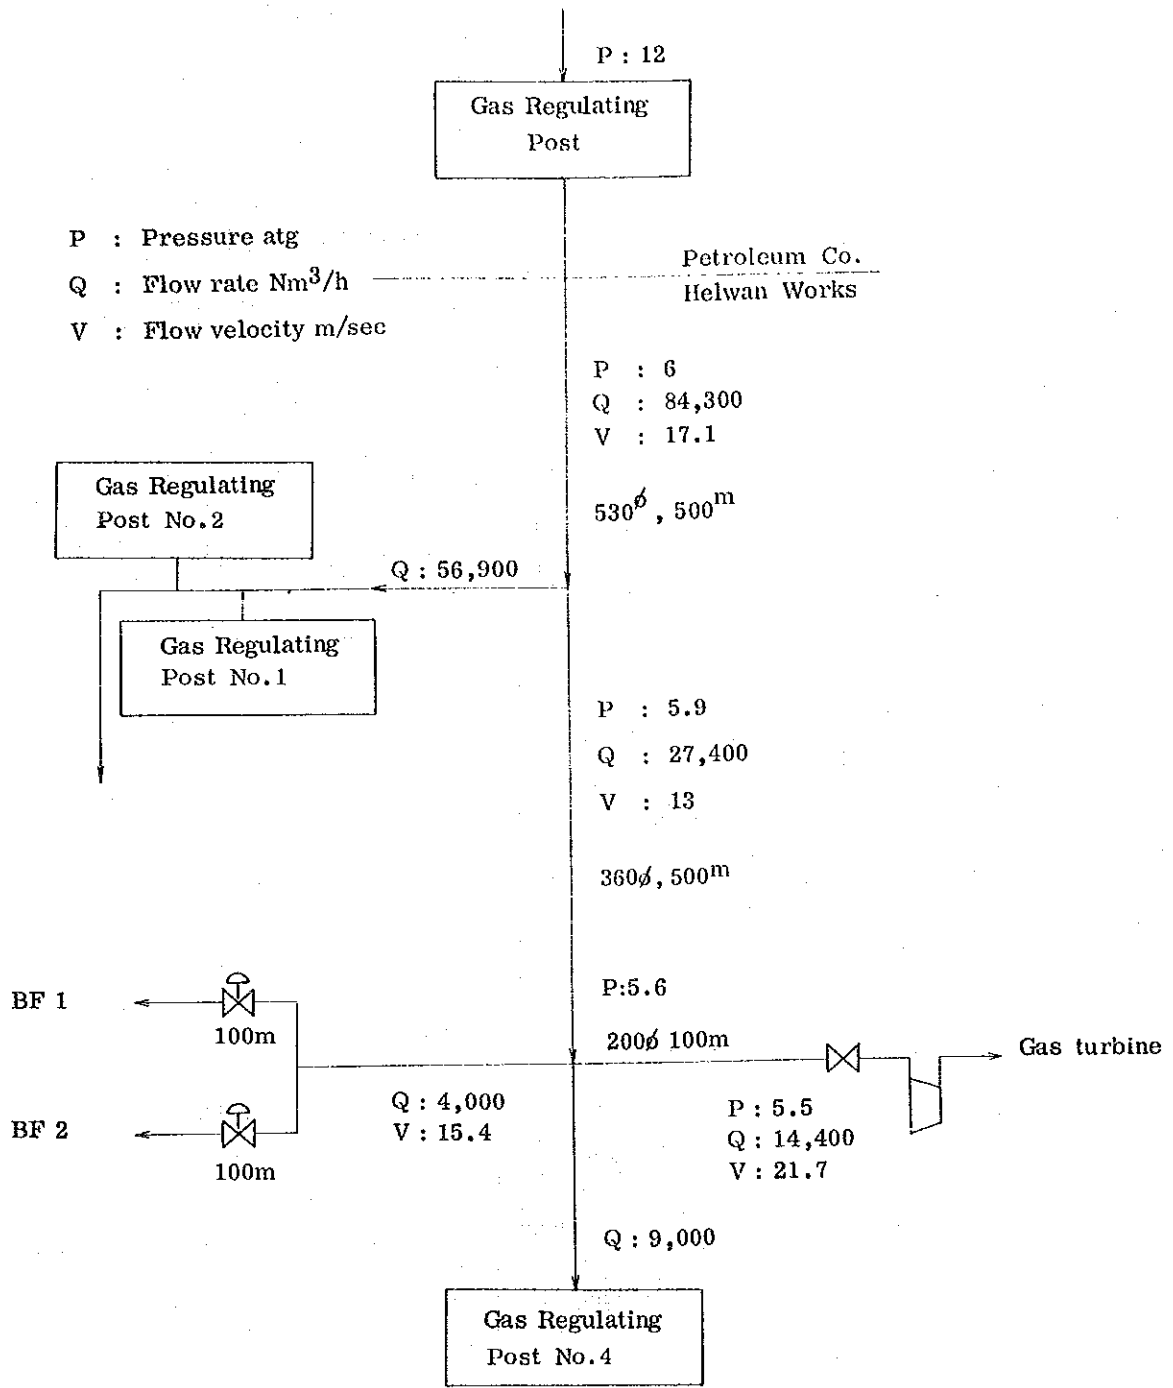 P : 12
Gas Regulating
Post
P : Pressure atg
Q : Flow rate Nm³/h
V : Flow velocity m/sec
Petroleum Co.
Helwan Works
P : 6
Q : 84,300
V : 17.1
530ϕ, 500m
Gas Regulating
Post No.2
Q : 56,900
Gas Regulating
Post No.1
P : 5.9
Q : 27,400
V : 13
360ϕ, 500m
P:5.6
200ϕ 100m
BF 1
100m
Gas turbine
BF 2
100m
Q : 4,000
V : 15.4
P : 5.5
Q : 14,400
V : 21.7
Q : 9,000
Gas Regulating
Post No.4